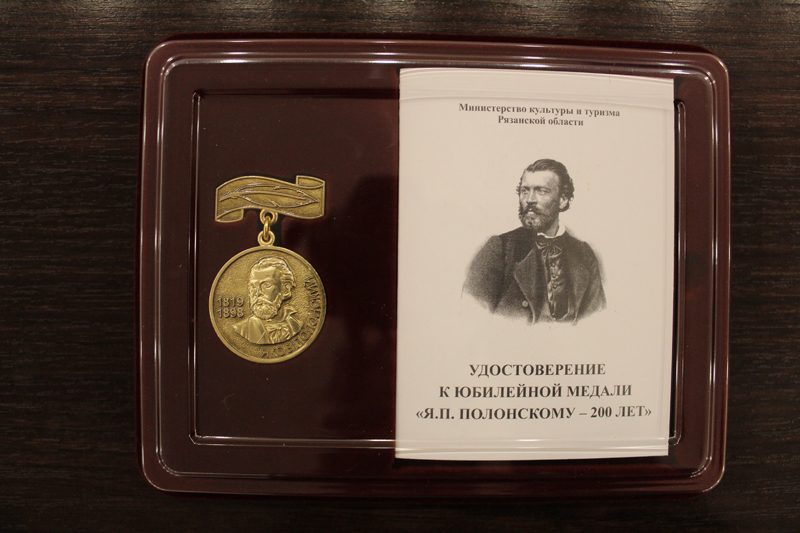 1819
1898
Министерство культуры и туризма
Рязанской области
УДОСТОВЕРЕНИЕ
К ЮБИЛЕЙНОЙ МЕДАЛИ
«Я.П. ПОЛОНСКОМУ – 200 ЛЕТ»